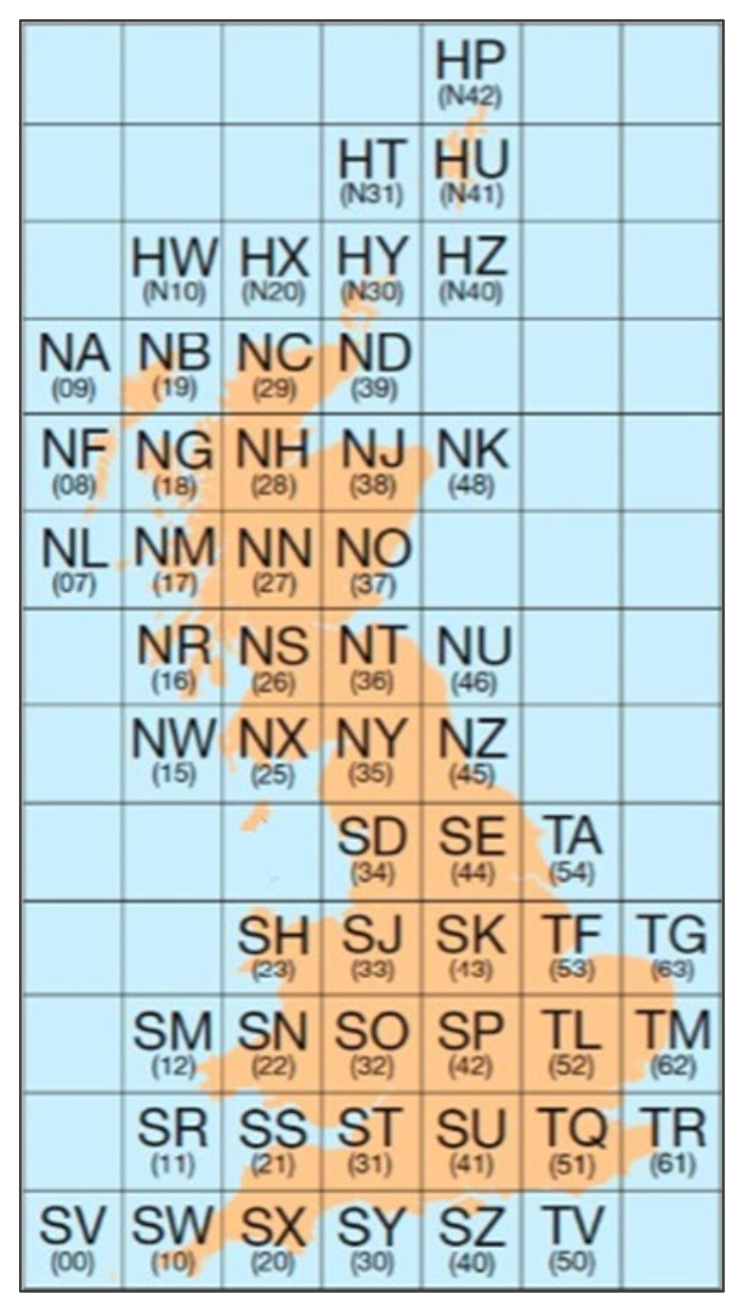 HP
(N42)
HT HU
(N31) (N41)
HW HX HY HZ
(N10) (N20) (N30) (N40)
NA NB NC ND
(09) (19) (29) (39)
NF NG NH NJ NK
(08) (18) (28) (38) (48)
NL NM NN NO
(07) (17) (27) (37)
NR NS NT NU
(16) (26) (36) (46)
NW NX NY NZ
(15) (25) (35) (45)
SD SE TA
(34) (44) (54)
SH SJ SK TF TG
(23) (33) (43) (53) (63)
SM SN SO SP TL TM
(12) (22) (32) (42) (52) (62)
SR SS ST SU TQ TR
(11) (21) (31) (41) (51) (61)
SV SW SX SY SZ TV
(00) (10) (20) (30) (40) (50)